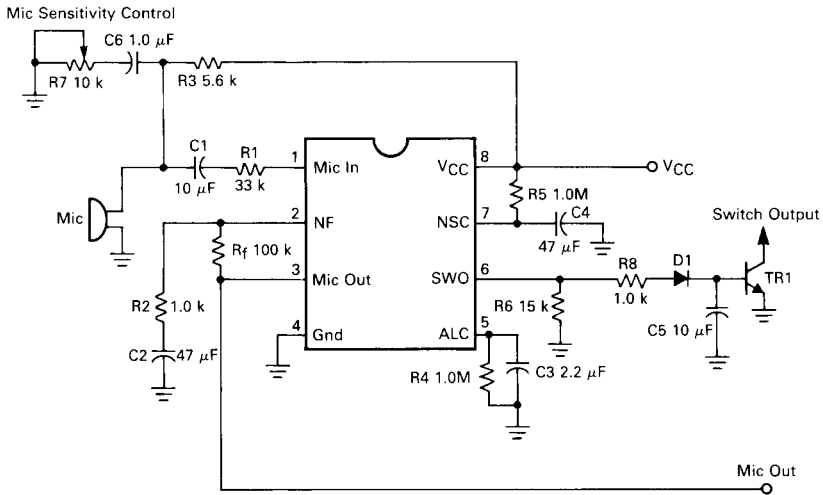 Mic Sensitivity Control
C6 1.0 μF
R7 10 k
R3 5.6 k
C1
10 μF
R1
33 k
1
Mic In
VCC
8
VCC
R5 1.0M
Mic
2
NF
NSC
7
C4
47 μF
Switch Output
Rf 100 k
3
Mic Out
SWO
6
R8
1.0 k
D1
TR1
R2
1.0 k
R6 15 k
C5 10 μF
4
Gnd
ALC
5
C2
47 μF
R4 1.0M
C3 2.2 μF
Mic Out